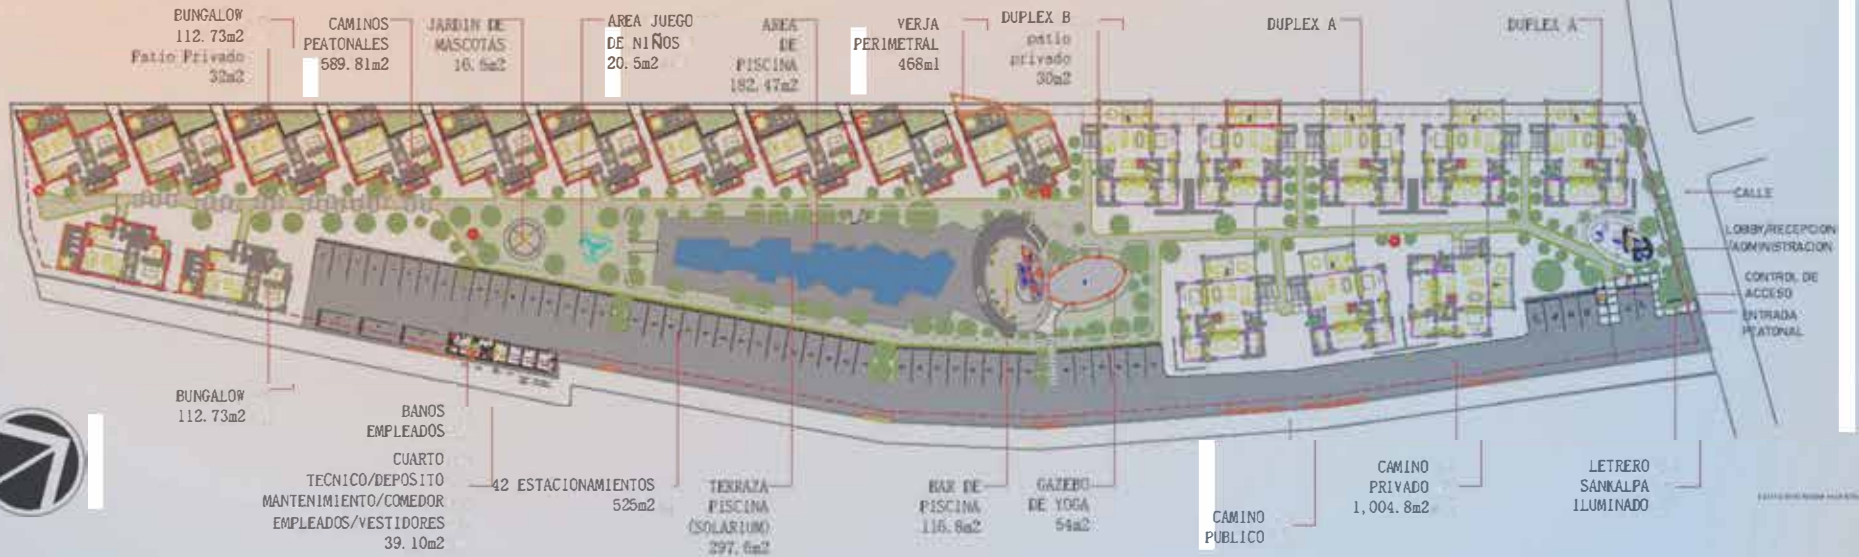 BUNGALOW
112.73m2
Patio Privado
32m2
CAMINOS
PEATONALES
589.81m2
JARDIN DE
MASCOTAS
16.5m2
AREA JUEGO
DE NIÑOS
20.5m2
AREA
DE
PISCINA
182.47m2
VERJA
PERIMETRAL
468ml
DUPLEX B
patio
privado
30m2
DUPLEX A
DUPLEX A
CALLE
LOBBY/RECEPCION
/ADMINISTRACION
CONTROL DE
ACCESO
ENTRADA
PEATONAL
BUNGALOW
112.73m2
BANOS
EMPLEADOS
CUARTO
TECNICO/DEPOSITO
MANTENIMIENTO/COMEDOR
EMPLEADOS/VESTIDORES
39.10m2
42 ESTACIONAMIENTOS
525m2
TERRAZA
PISCINA
(SOLARIUM)
297.6m2
BAR DE
PISCINA
116.8m2
GAZEBO
DE YOGA
54m2
CAMINO
PUBLICO
CAMINO
PRIVADO
1,004.8m2
LETRERO
SANKALPA
ILUMINADO